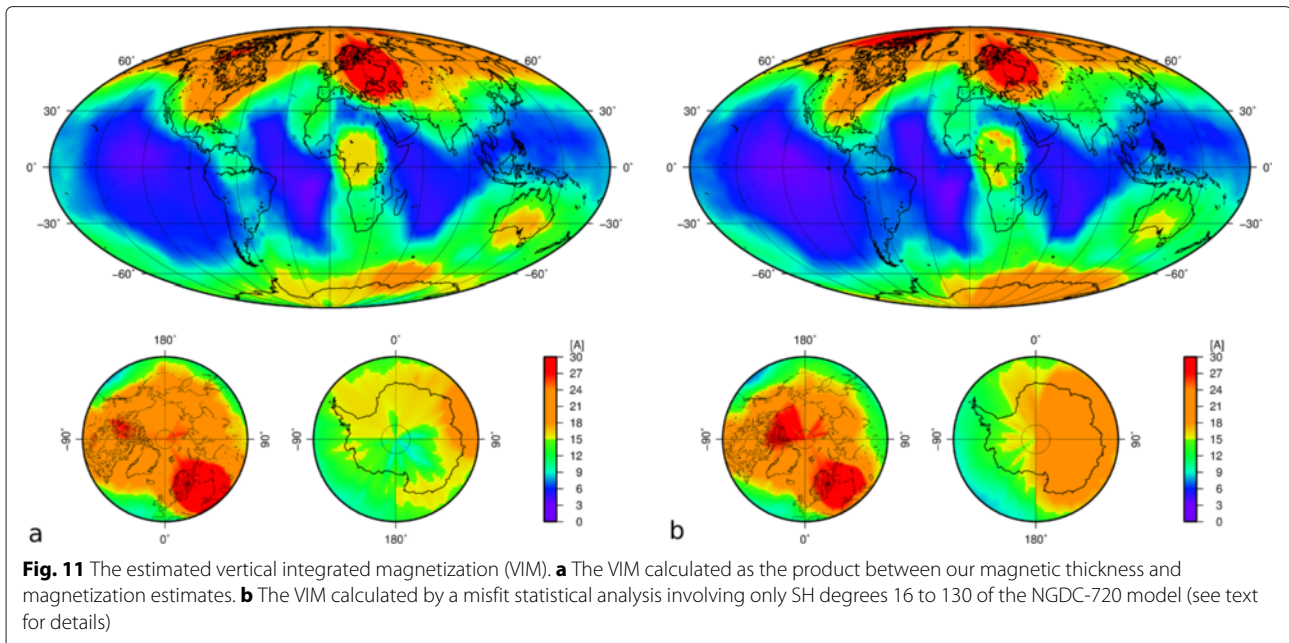 60˚ 60˚ 60˚ 60˚
30˚ 30˚ 30˚ 30˚
0˚ 0˚ 0˚ 0˚
−30˚ −30˚ −30˚ −30˚
−60˚ −60˚ −60˚ −60˚
180˚ 0˚ [A] 180˚ 0˚ [A]
30 30
27 27
24 24
21 21
18 18
−90˚ 90˚ −90˚ 90˚ 15 −90˚ 90˚ −90˚ 90˚ 15
12 12
9 9
6 6
3 3
0 0
a 0˚ 180˚ b 0˚ 180˚
Fig. 11 The estimated vertical integrated magnetization (VIM). a The VIM calculated as the product between our magnetic thickness and
magnetization estimates. b The VIM calculated by a misfit statistical analysis involving only SH degrees 16 to 130 of the NGDC-720 model (see text
for details)